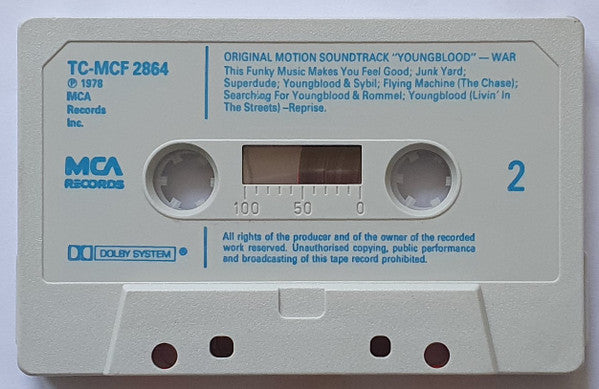 TC-MCF 2864
℗ 1978
MCA
Records
Inc.
ORIGINAL MOTION SOUNDTRACK "YOUNGBLOOD" — WAR
This Funky Music Makes You Feel Good; Junk Yard;
Superdude; Youngblood & Sybil; Flying Machine (The Chase);
Searching For Youngblood & Rommel; Youngblood (Livin' In
The Streets) –Reprise.
MCA
RECORDS
100 50 0
2
DOLBY SYSTEM ®
All rights of the producer and of the owner of the recorded
work reserved. Unauthorised copying, public performance
and broadcasting of this tape record prohibited.